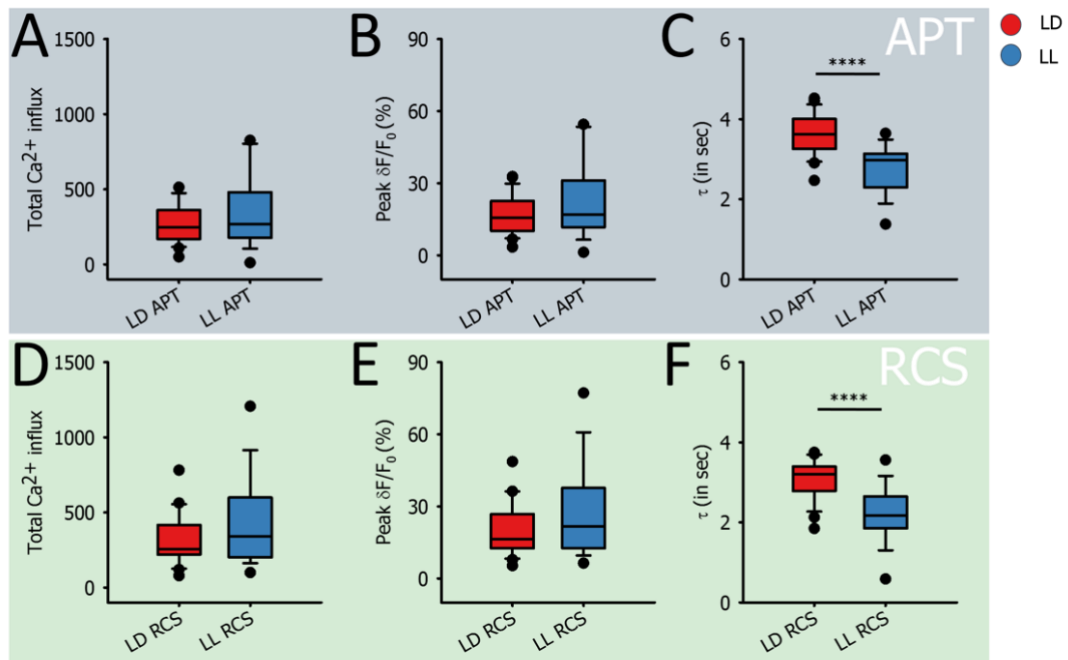 A
B
C
APT
LD
LL
Total Ca2+ influx
1500
1000
500
0
LD APT
LL APT
Peak δF/F0 (%)
90
60
30
0
LD APT
LL APT
τ (in sec)
6
4
2
0
****
LD APT
LL APT
D
E
F
RCS
Total Ca2+ influx
1500
1000
500
0
LD RCS
LL RCS
Peak δF/F0 (%)
90
60
30
0
LD RCS
LL RCS
τ (in sec)
6
4
2
0
****
LD RCS
LL RCS